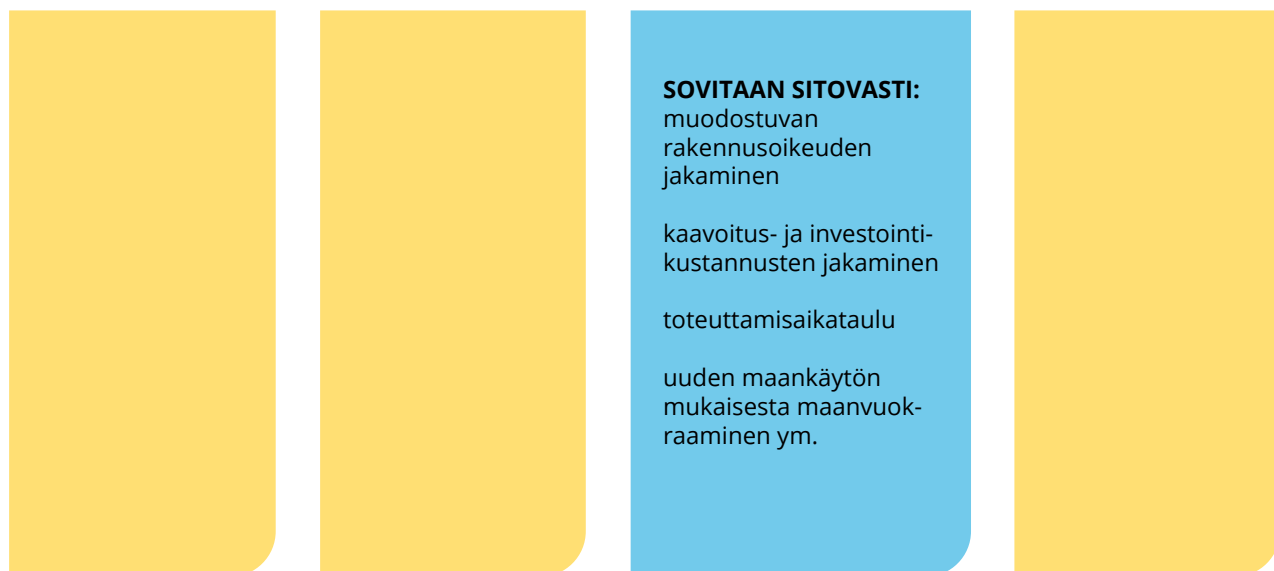 SOVITAAN SITOVASTI:
muodostuvan
rakennusoikeuden
jakaminen
kaavoitus- ja investointi-
kustannusten jakaminen
toteuttamisaikataulu
uuden maankäytön
mukaisesta maanvuok-
raaminen ym.